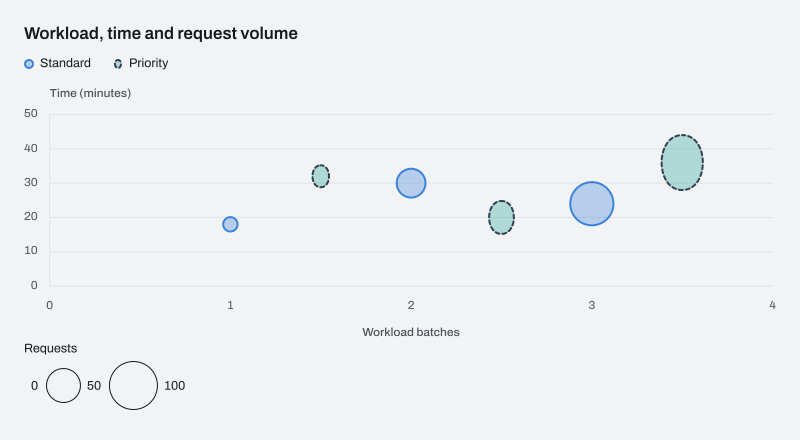 Workload, time and request volume
Standard Priority
Time (minutes)
50
40
30
20
10
0
0 1 2 3 4
Workload batches
Requests
0 50 100